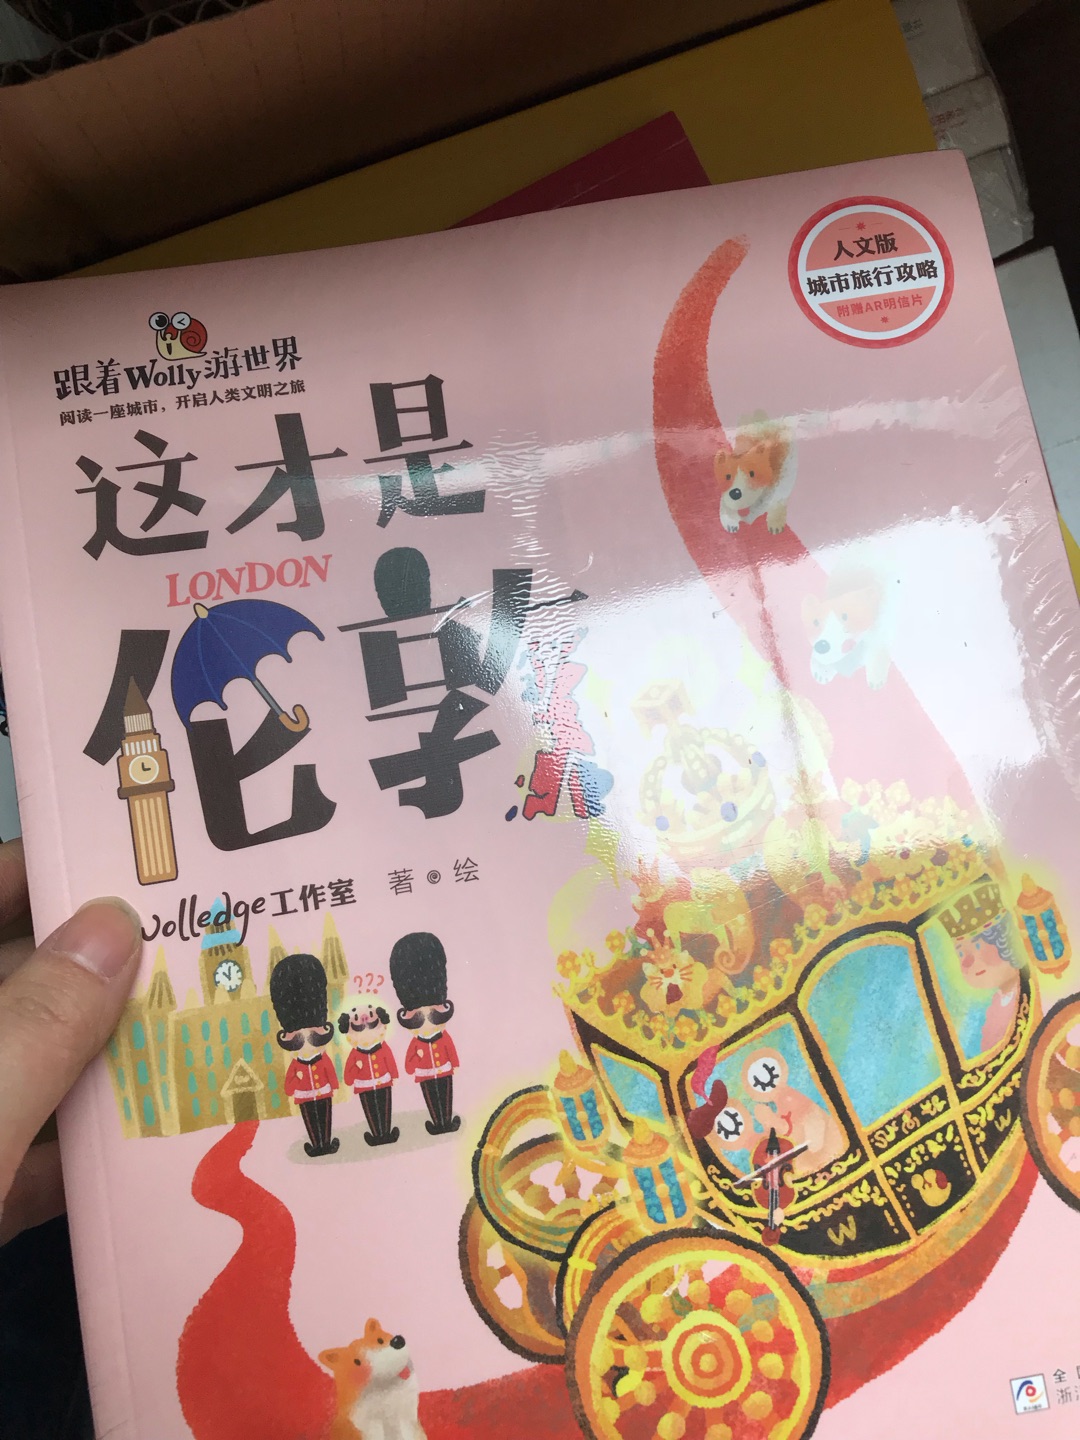 人文版
城市旅行攻略
附赠AR明信片
跟着Wolly游世界
阅读一座城市，开启人类文明之旅
这才是
LONDON
伦敦
Wolledge工作室 著 绘
???
W
W
全
浙